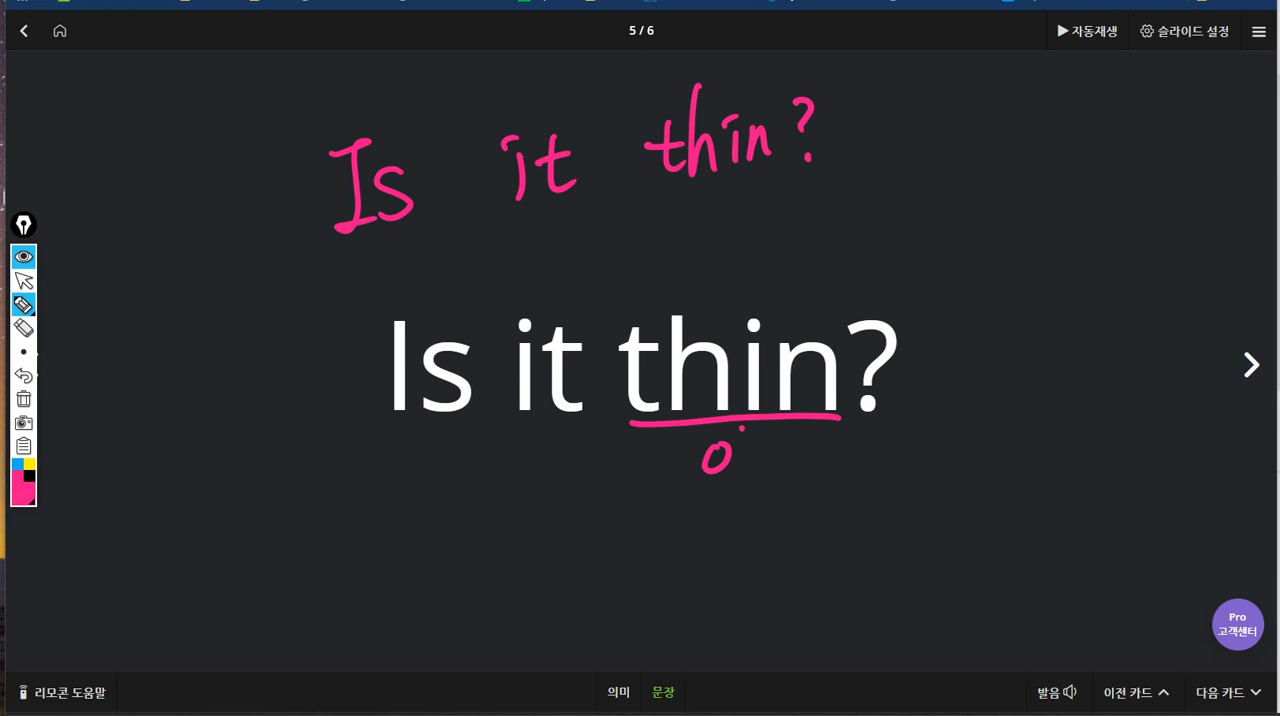 5 / 6
자동재생
슬라이드 설정
Is it thin?
Is it thin?
o
Pro
고객센터
리모콘 도움말
의미
문장
발음
이전 카드
다음 카드